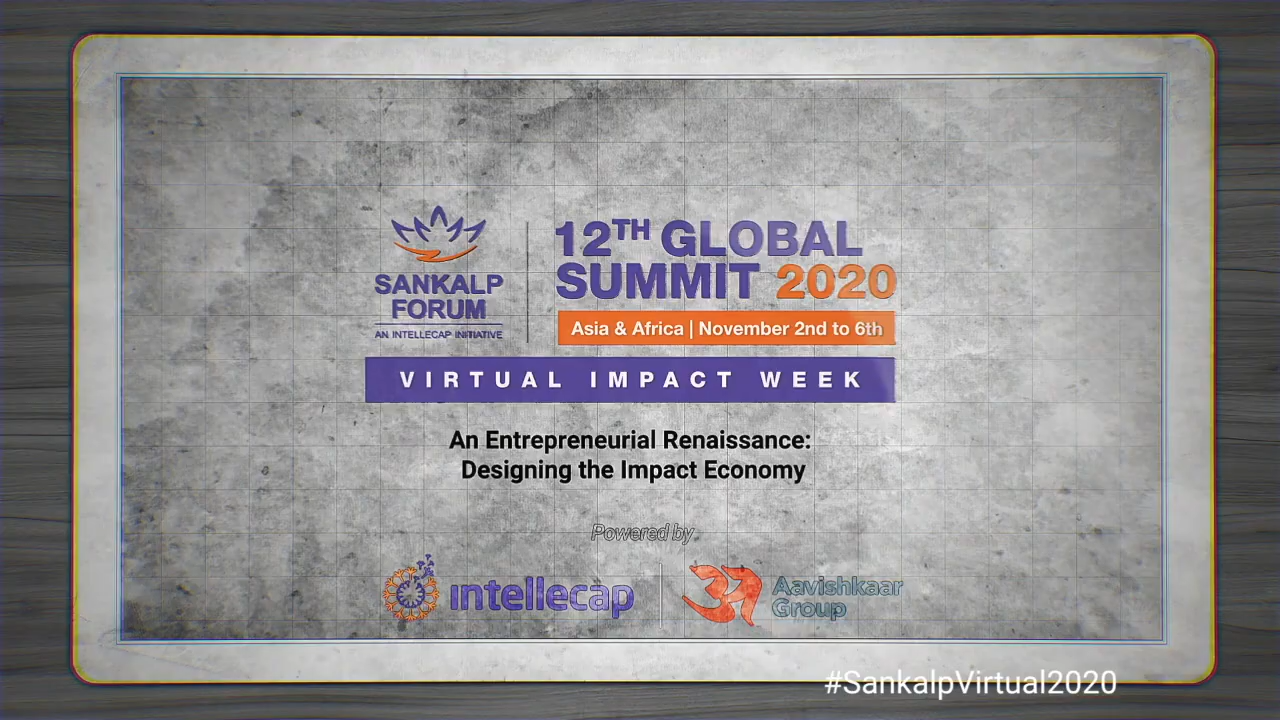 SANKALP
FORUM
AN INTELLECAP INITIATIVE
12TH GLOBAL
SUMMIT 2020
Asia & Africa | November 2nd to 6th
VIRTUAL IMPACT WEEK
An Entrepreneurial Renaissance:
Designing the Impact Economy
Powered by
intellecap
अ
Aavishkaar
Group
#SankalpVirtual2020